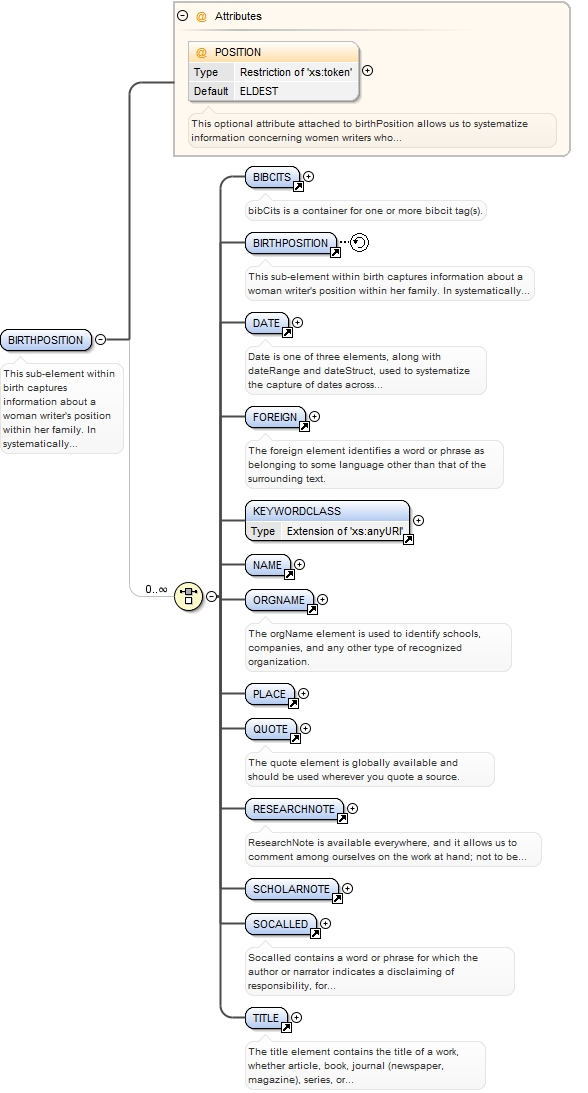 @ Attributes
@ POSITION
Type Restriction of 'xs:token'
Default ELDEST
This optional attribute attached to birthPosition allows us to systematize
information concerning women writers who...
BIRTHPOSITION
This sub-element within
birth captures
information about a
woman writer's position
within her family. In
systematically...
0..∞
BIBCITS
bibCits is a container for one or more bibcit tag(s).
BIRTHPOSITION
This sub-element within birth captures information about a
woman writer's position within her family. In systematically...
DATE
Date is one of three elements, along with
dateRange and dateStruct, used to systematize
the capture of dates across...
FOREIGN
The foreign element identifies a word or phrase as
belonging to some language other than that of the
surrounding text.
KEYWORDCLASS
Type Extension of 'xs:anyURI'
NAME
ORGNAME
The orgName element is used to identify schools,
companies, and any other type of recognized
organization.
PLACE
QUOTE
The quote element is globally available and
should be used wherever you quote a source.
RESEARCHNOTE
ResearchNote is available everywhere, and it allows us to
comment among ourselves on the work at hand; not to be...
SCHOLARNOTE
SOCALLED
Socalled contains a word or phrase for which the
author or narrator indicates a disclaiming of
responsibility, for...
TITLE
The title element contains the title of a work,
whether article, book, journal (newspaper,
magazine), series, or...